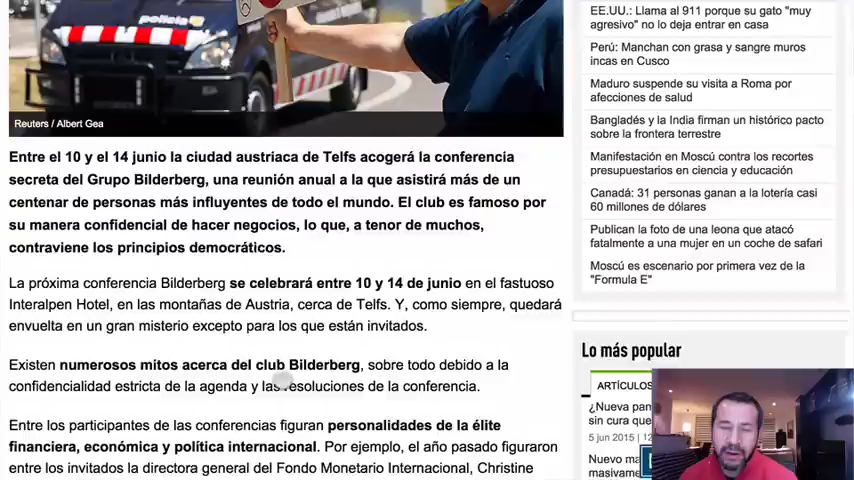 policia
Reuters / Albert Gea
Entre el 10 y el 14 junio la ciudad austriaca de Telfs acogerá la conferencia
secreta del Grupo Bilderberg, una reunión anual a la que asistirá más de un
centenar de personas más influyentes de todo el mundo. El club es famoso por
su manera confidencial de hacer negocios, lo que, a tenor de muchos,
contraviene los principios democráticos.
La próxima conferencia Bilderberg se celebrará entre 10 y 14 de junio en el fastuoso
Interalpen Hotel, en las montañas de Austria, cerca de Telfs. Y, como siempre, quedará
envuelta en un gran misterio excepto para los que están invitados.
Existen numerosos mitos acerca del club Bilderberg, sobre todo debido a la
confidencialidad estricta de la agenda y las resoluciones de la conferencia.
Entre los participantes de las conferencias figuran personalidades de la élite
financiera, económica y política internacional. Por ejemplo, el año pasado figuraron
entre los invitados la directora general del Fondo Monetario Internacional, Christine
EE.UU.: Llama al 911 porque su gato "muy
agresivo" no lo deja entrar en casa
Perú: Manchan con grasa y sangre muros
incas en Cusco
Maduro suspende su visita a Roma por
afecciones de salud
Bangladés y la India firman un histórico pacto
sobre la frontera terrestre
Manifestación en Moscú contra los recortes
presupuestarios en ciencia y educación
Canadá: 31 personas ganan a la lotería casi
60 millones de dólares
Publican la foto de una leona que atacó
fatalmente a una mujer en un coche de safari
Moscú es escenario por primera vez de la
"Formula E"
Lo más popular
ARTÍCULOS
¿Nueva pan
sin cura que
5 jun 2015 | 12
Nuevo ma
masivame